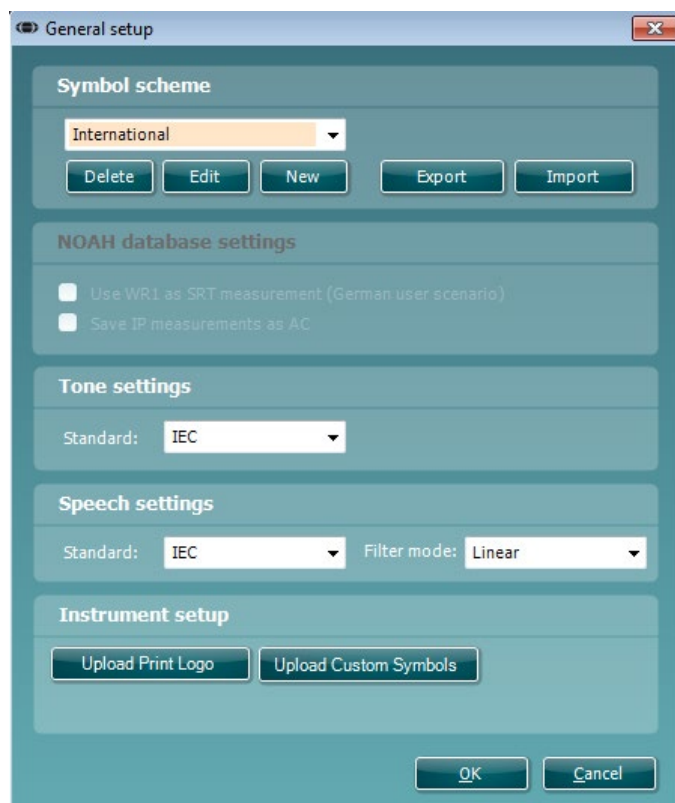 General setup
Symbol scheme
International
Delete Edit New Export Import
NOAH database settings
Use WR1 as SRT measurement (German user scenario)
Save IP measurements as AC
Tone settings
Standard: IEC
Speech settings
Standard: IEC Filter mode: Linear
Instrument setup
Upload Print Logo Upload Custom Symbols
OK Cancel